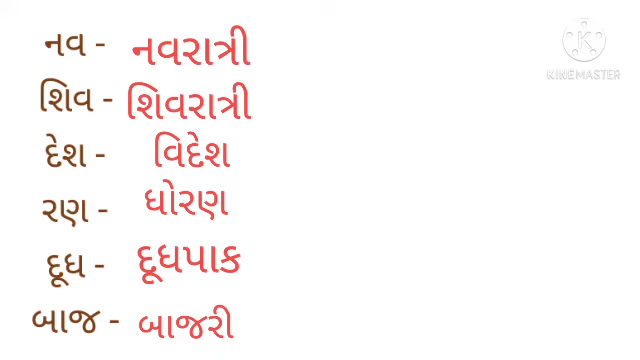 નવ - નવરાત્રી
શિવ - શિવરાત્રી
દેશ - વિદેશ
રણ - ધોરણ
દૂધ - દૂધપાક
બાજ - બાજરી
K
KINEMASTER